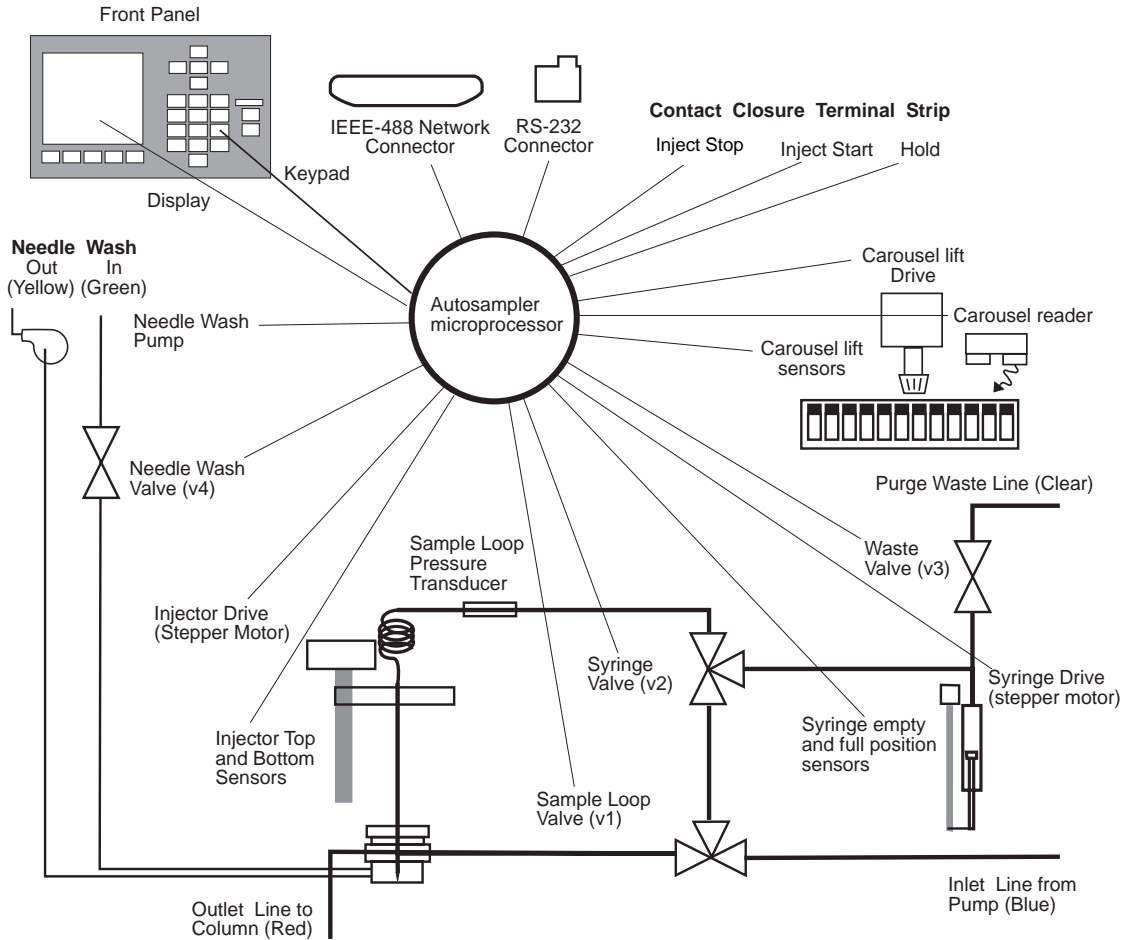 Front Panel
IEEE-488 Network
Connector
RS-232
Connector
Contact Closure Terminal Strip
Inject Stop
Inject Start
Hold
Keypad
Display
Needle Wash
Out
(Yellow)
In
(Green)
Needle Wash
Pump
Autosampler
microprocessor
Carousel lift
Drive
Carousel reader
Carousel lift
sensors
Needle Wash
Valve (v4)
Purge Waste Line (Clear)
Sample Loop
Pressure
Transducer
Waste
Valve (v3)
Injector Drive
(Stepper Motor)
Syringe
Valve (v2)
Syringe Drive
(stepper motor)
Injector Top
and Bottom
Sensors
Syringe empty
and full position
sensors
Sample Loop
Valve (v1)
Outlet Line to
Column (Red)
Inlet Line from
Pump (Blue)